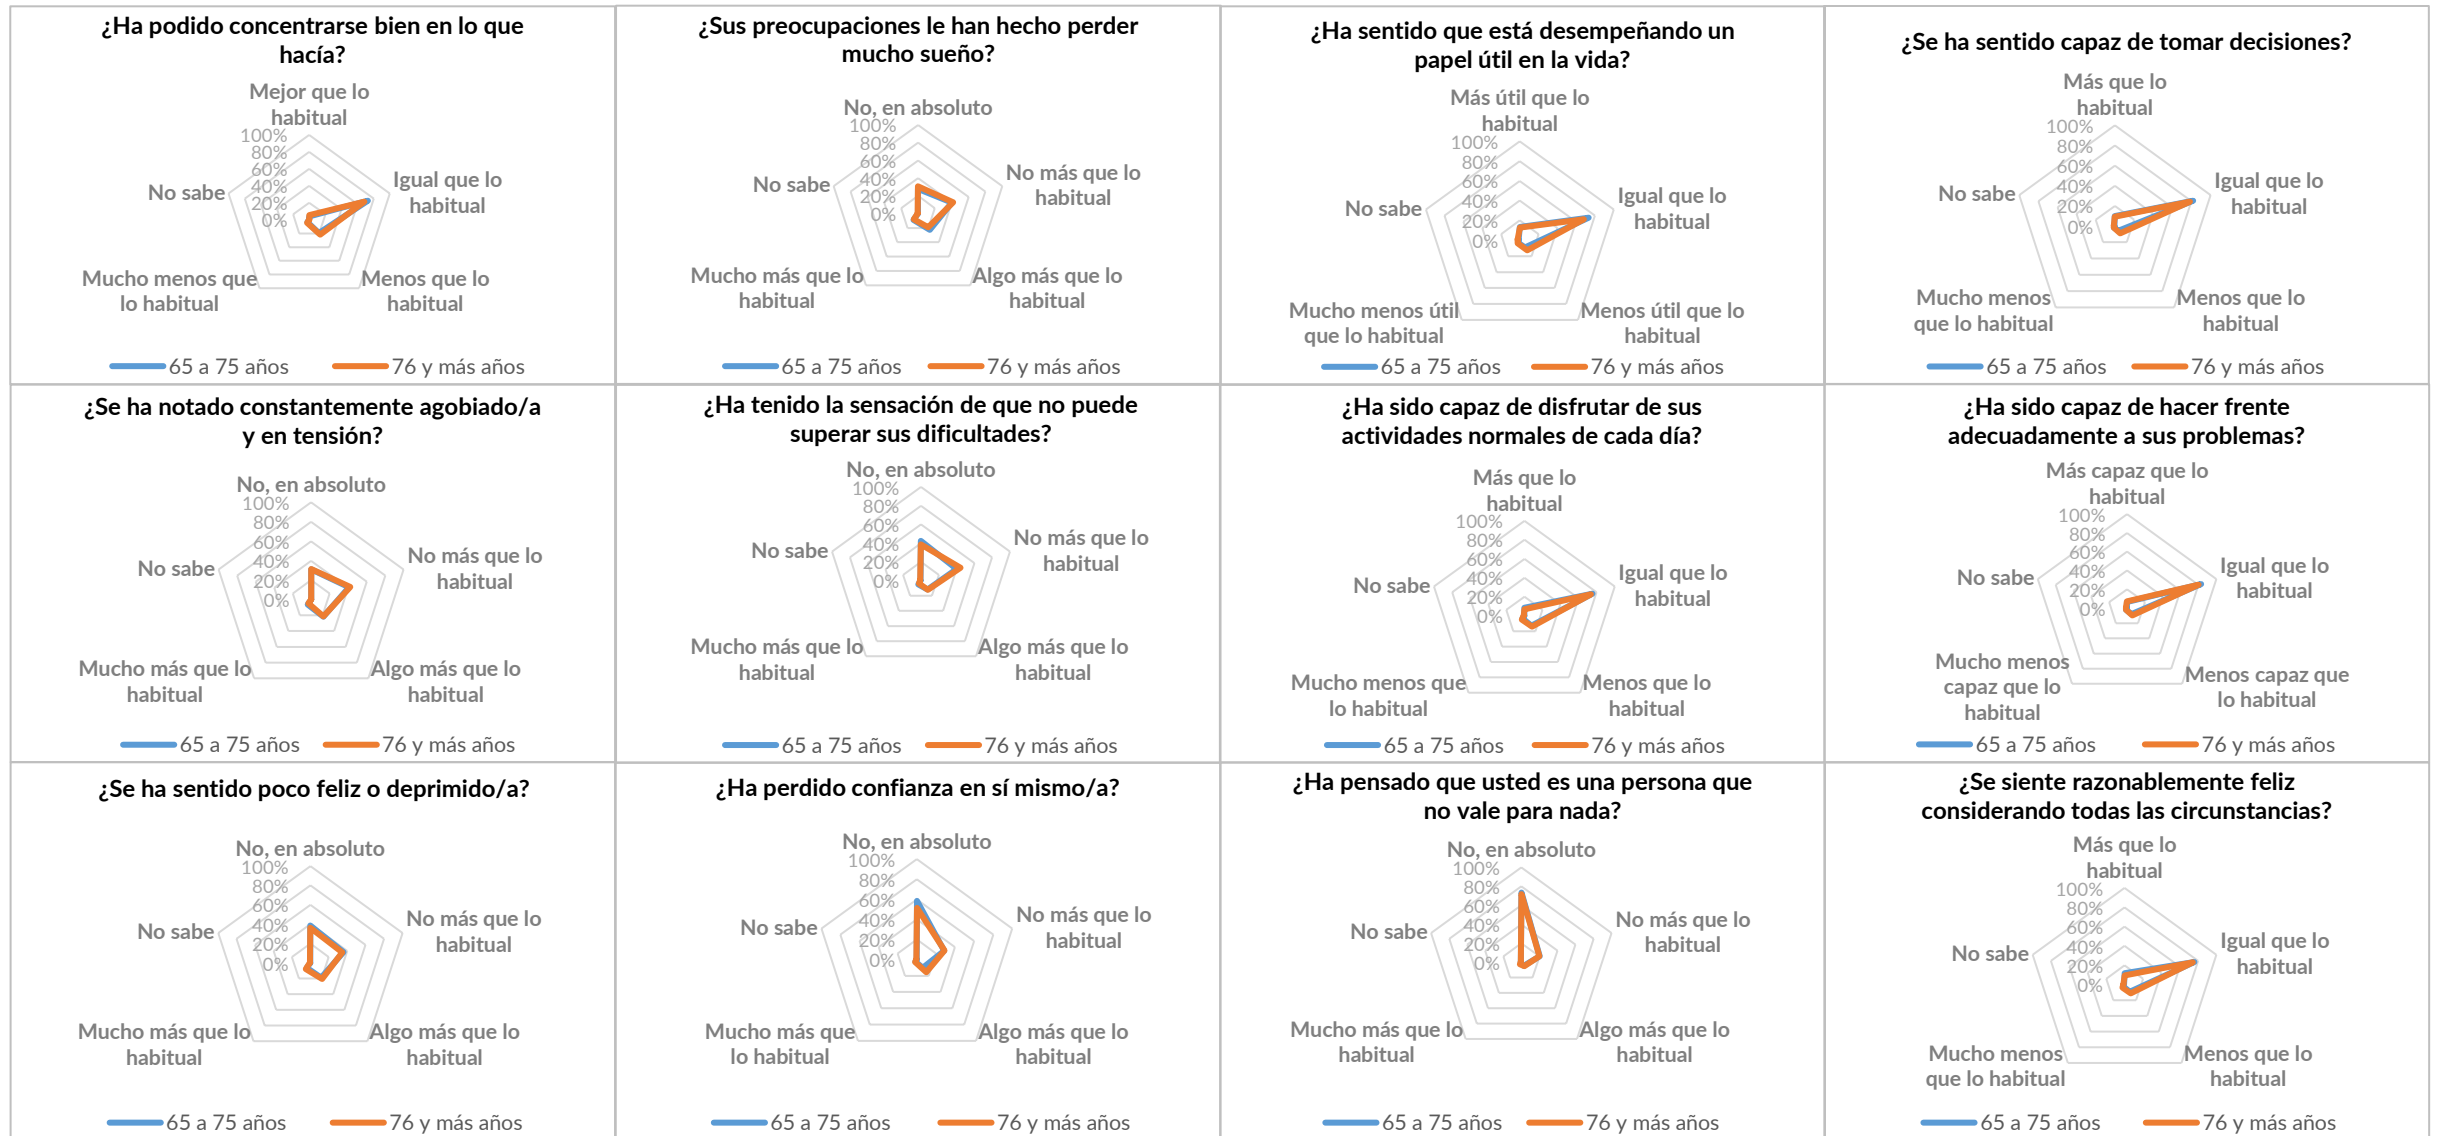 ¿Ha podido concentrarse bien en lo que
hacía?
Mejor que lo
habitual
100%
80%
60%
40%
20%
0%
Igual que lo
habitual
No sabe
Mucho menos que
lo habitual
Menos que lo
habitual
65 a 75 años
76 y más años
¿Sus preocupaciones le han hecho perder
mucho sueño?
No, en absoluto
100%
80%
60%
40%
20%
0%
No más que lo
habitual
No sabe
Mucho más que lo
habitual
Algo más que lo
habitual
65 a 75 años
76 y más años
¿Ha sentido que está desempeñando un
papel útil en la vida?
Más útil que lo
habitual
100%
80%
60%
40%
20%
0%
Igual que lo
habitual
No sabe
Mucho menos útil
que lo habitual
Menos útil que lo
habitual
65 a 75 años
76 y más años
¿Se ha sentido capaz de tomar decisiones?
Más que lo
habitual
100%
80%
60%
40%
20%
0%
Igual que lo
habitual
No sabe
Mucho menos
que lo habitual
Menos que lo
habitual
65 a 75 años
76 y más años
¿Se ha notado constantemente agobiado/a
y en tensión?
No, en absoluto
100%
80%
60%
40%
20%
0%
No más que lo
habitual
No sabe
Mucho más que lo
habitual
Algo más que lo
habitual
65 a 75 años
76 y más años
¿Ha tenido la sensación de que no puede
superar sus dificultades?
No, en absoluto
100%
80%
60%
40%
20%
0%
No más que lo
habitual
No sabe
Mucho más que lo
habitual
Algo más que lo
habitual
65 a 75 años
76 y más años
¿Ha sido capaz de disfrutar de sus
actividades normales de cada día?
Más que lo
habitual
100%
80%
60%
40%
20%
0%
Igual que lo
habitual
No sabe
Mucho menos que
lo habitual
Menos que lo
habitual
65 a 75 años
76 y más años
¿Ha sido capaz de hacer frente
adecuadamente a sus problemas?
Más capaz que lo
habitual
100%
80%
60%
40%
20%
0%
Igual que lo
habitual
No sabe
Mucho menos
capaz que lo
habitual
Menos capaz que
lo habitual
65 a 75 años
76 y más años
¿Se ha sentido poco feliz o deprimido/a?
No, en absoluto
100%
80%
60%
40%
20%
0%
No más que lo
habitual
No sabe
Mucho más que lo
habitual
Algo más que lo
habitual
65 a 75 años
76 y más años
¿Ha perdido confianza en sí mismo/a?
No, en absoluto
100%
80%
60%
40%
20%
0%
No más que lo
habitual
No sabe
Mucho más que
lo habitual
Algo más que lo
habitual
65 a 75 años
76 y más años
¿Ha pensado que usted es una persona que
no vale para nada?
No, en absoluto
100%
80%
60%
40%
20%
0%
No más que lo
habitual
No sabe
Mucho más que lo
habitual
Algo más que lo
habitual
65 a 75 años
76 y más años
¿Se siente razonablemente feliz
considerando todas las circunstancias?
Más que lo
habitual
100%
80%
60%
40%
20%
0%
Igual que lo
habitual
No sabe
Mucho menos
que lo habitual
Menos que lo
habitual
65 a 75 años
76 y más años